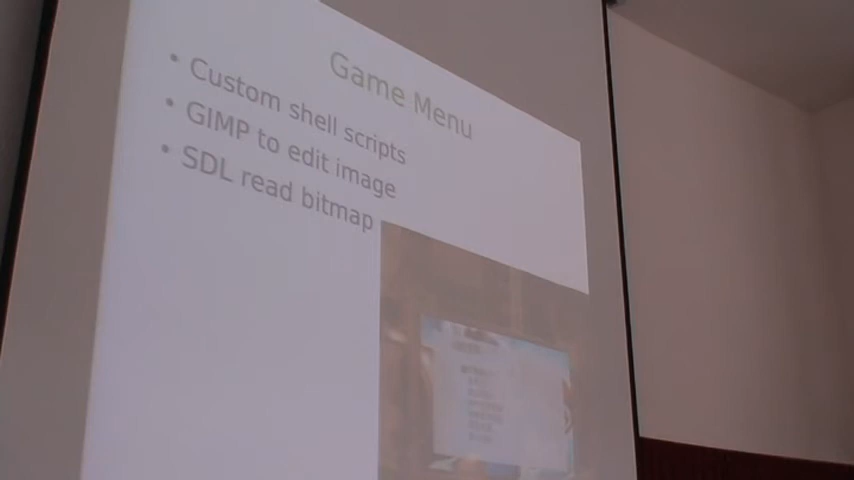 Game Menu
• Custom shell scripts
• GIMP to edit image
• SDL read bitmap